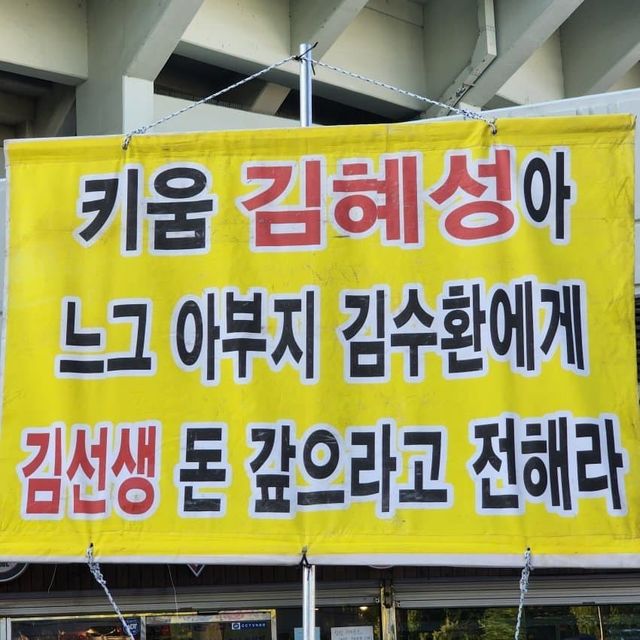 키움 김혜성아
느그 아부지 김수환에게
김선생 돈 갚으라고 전해라